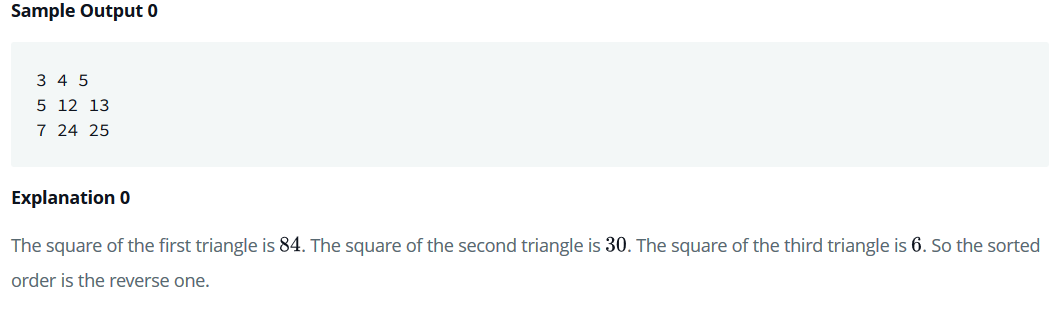 Sample Output 0
3 4 5
5 12 13
7 24 25
Explanation 0
The square of the first triangle is 84. The square of the second triangle is 30. The square of the third triangle is 6. So the sorted
order is the reverse one.